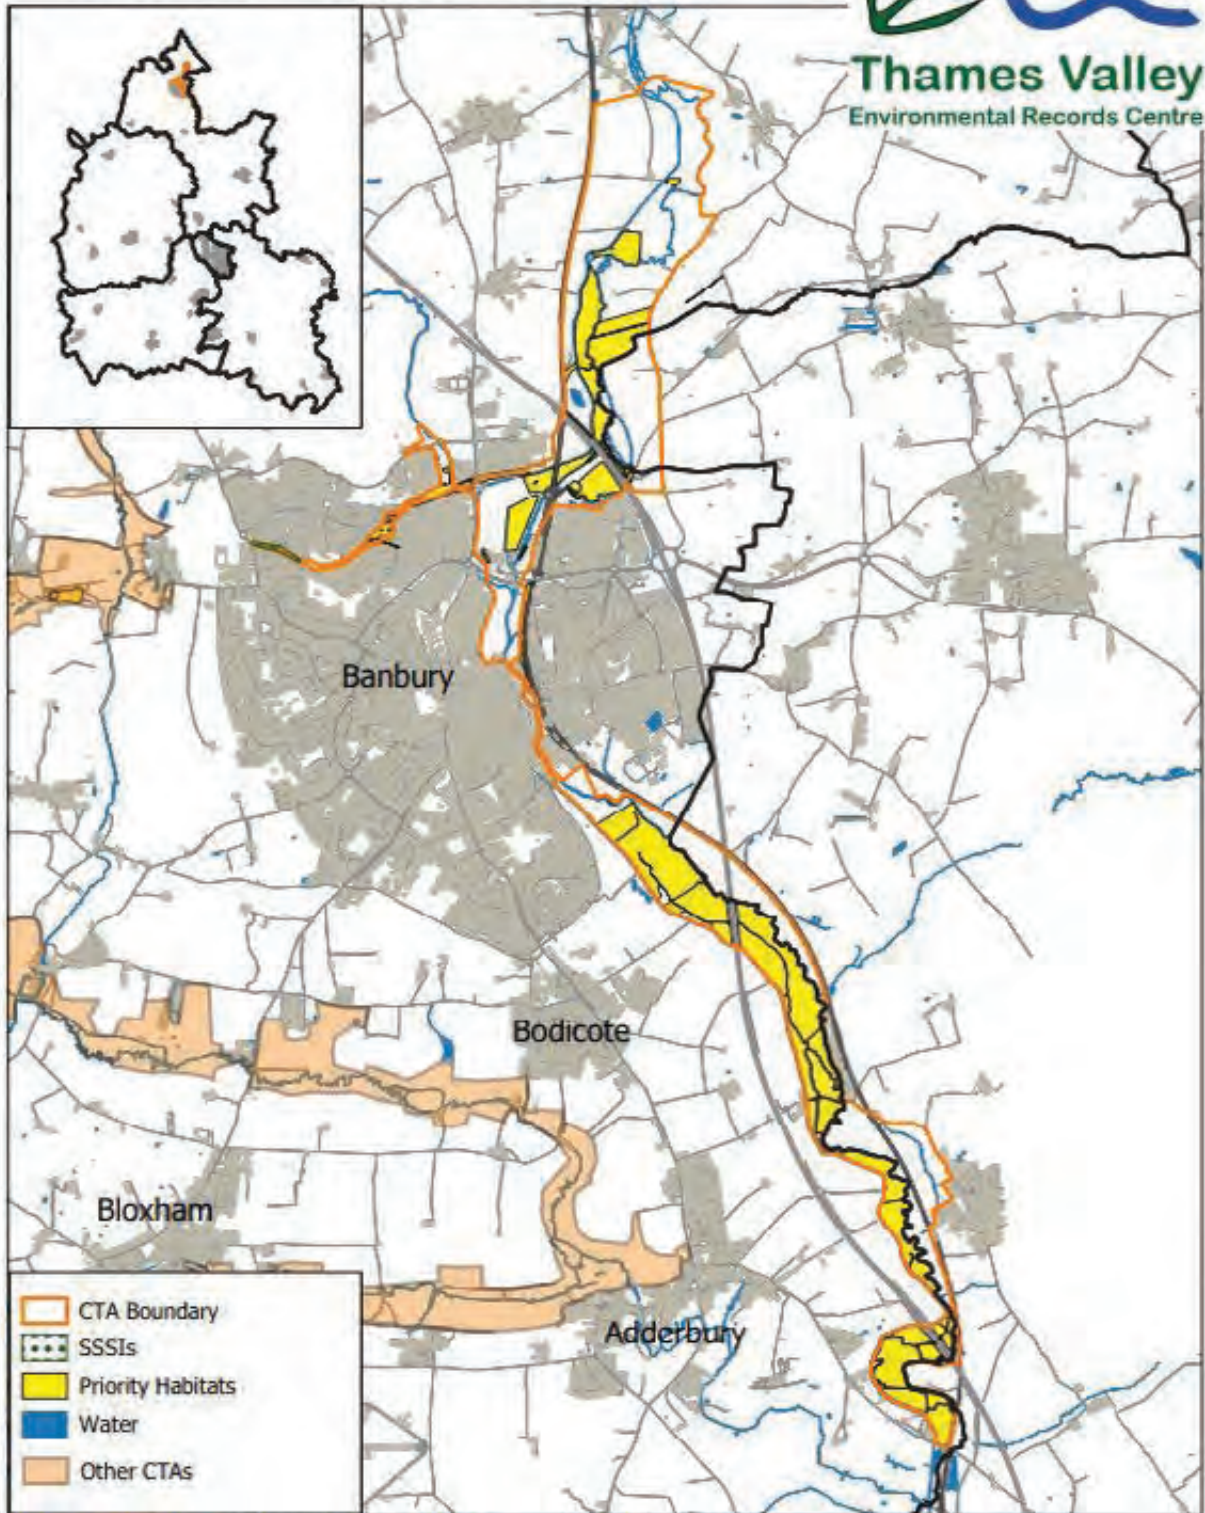 Thames Valley
Environmental Records Centre
Banbury
Bodicote
Bloxham
Adderbury
CTA Boundary
SSSIs
Priority Habitats
Water
Other CTAs